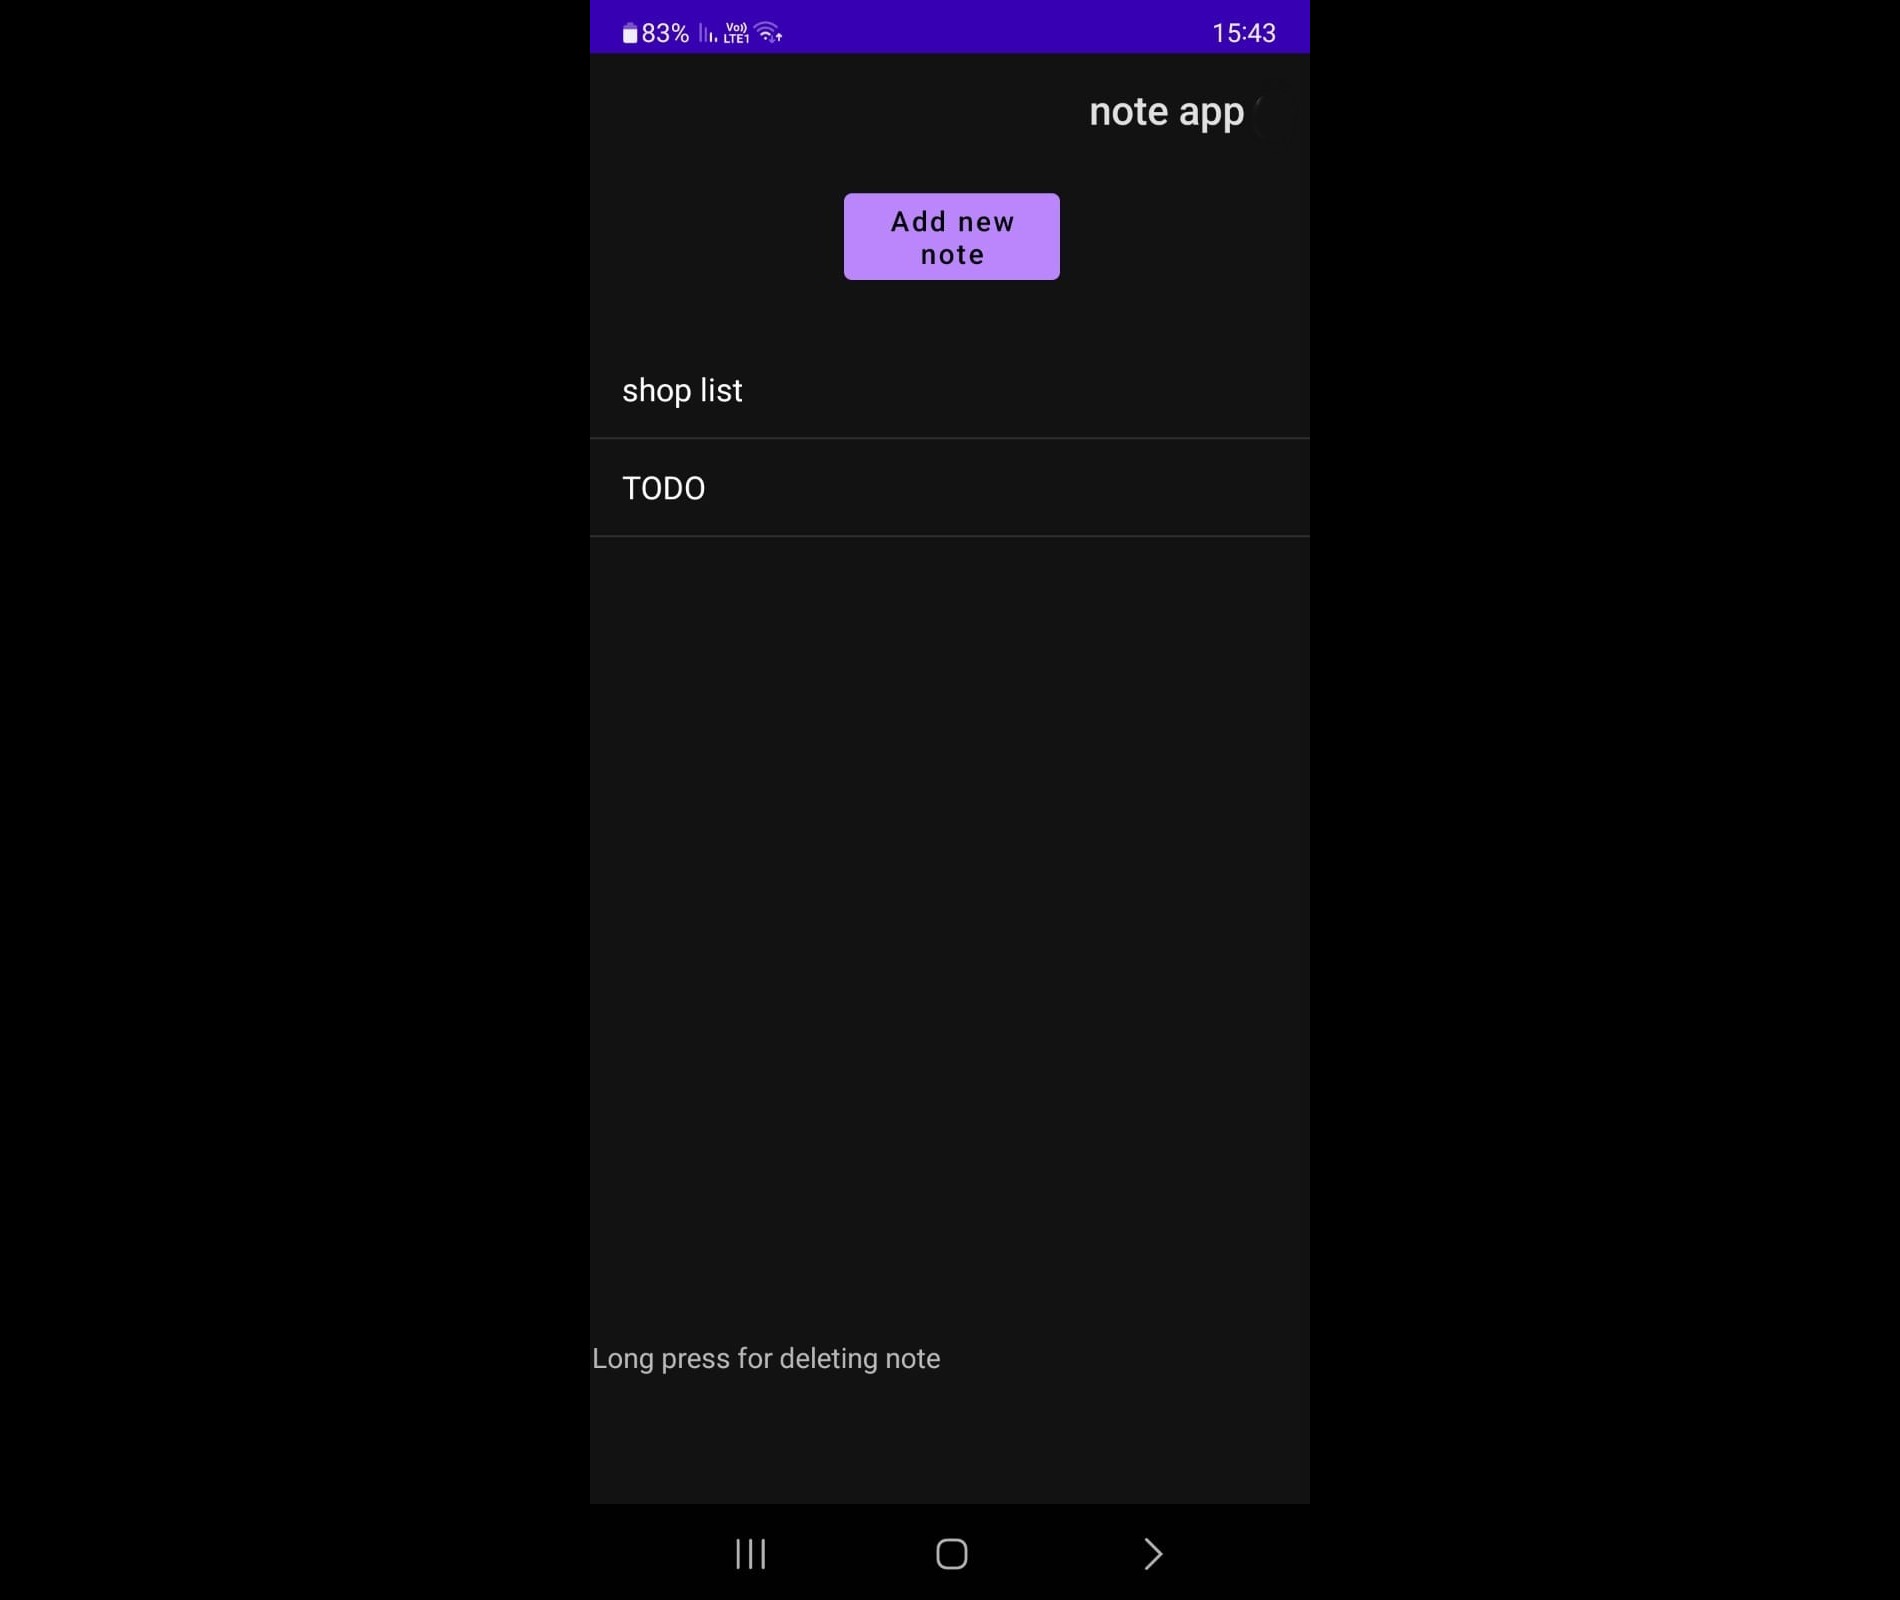 83% Vo)) LTE1 15:43
note app
Add new
note
shop list
TODO
Long press for deleting note